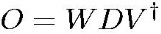 O = WDV†